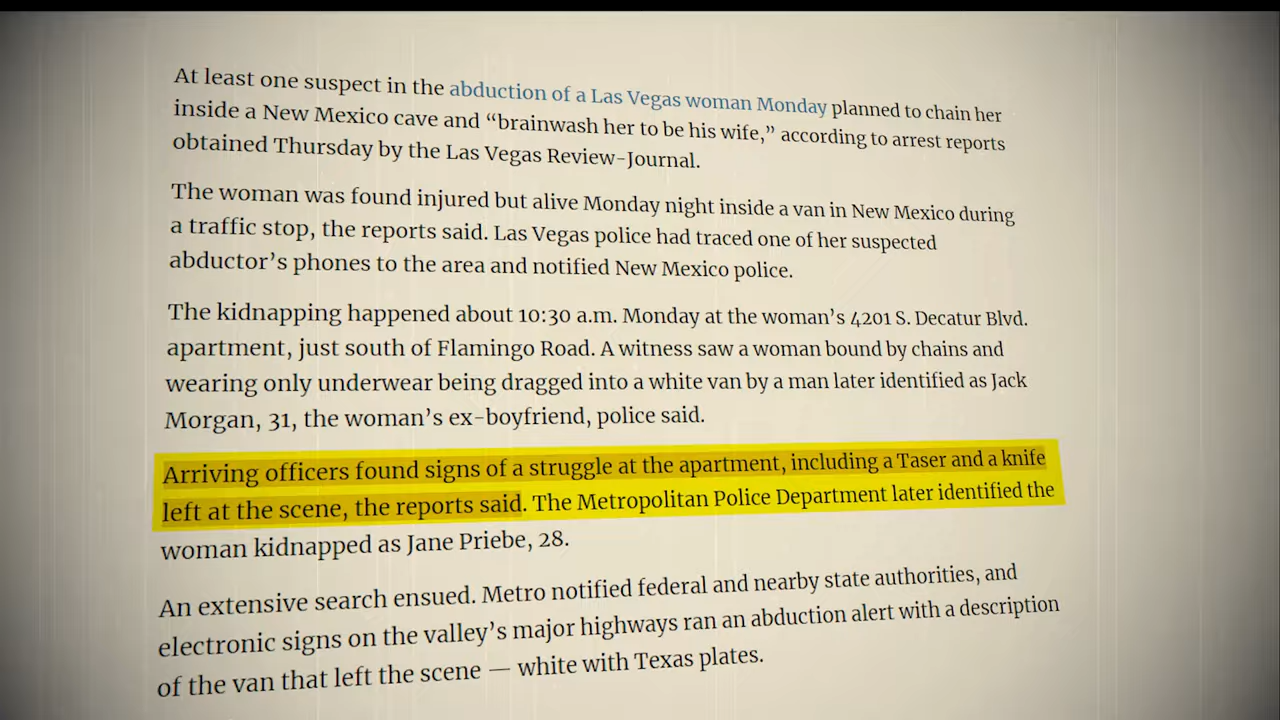 At least one suspect in the abduction of a Las Vegas woman Monday planned to chain her
inside a New Mexico cave and “brainwash her to be his wife,” according to arrest reports
obtained Thursday by the Las Vegas Review-Journal.
The woman was found injured but alive Monday night inside a van in New Mexico during
a traffic stop, the reports said. Las Vegas police had traced one of her suspected
abductor’s phones to the area and notified New Mexico police.
The kidnapping happened about 10:30 a.m. Monday at the woman’s 4201 S. Decatur Blvd.
apartment, just south of Flamingo Road. A witness saw a woman bound by chains and
wearing only underwear being dragged into a white van by a man later identified as Jack
Morgan, 31, the woman’s ex-boyfriend, police said.
Arriving officers found signs of a struggle at the apartment, including a Taser and a knife
left at the scene, the reports said. The Metropolitan Police Department later identified the
woman kidnapped as Jane Priebe, 28.
An extensive search ensued. Metro notified federal and nearby state authorities, and
electronic signs on the valley’s major highways ran an abduction alert with a description
of the van that left the scene — white with Texas plates.